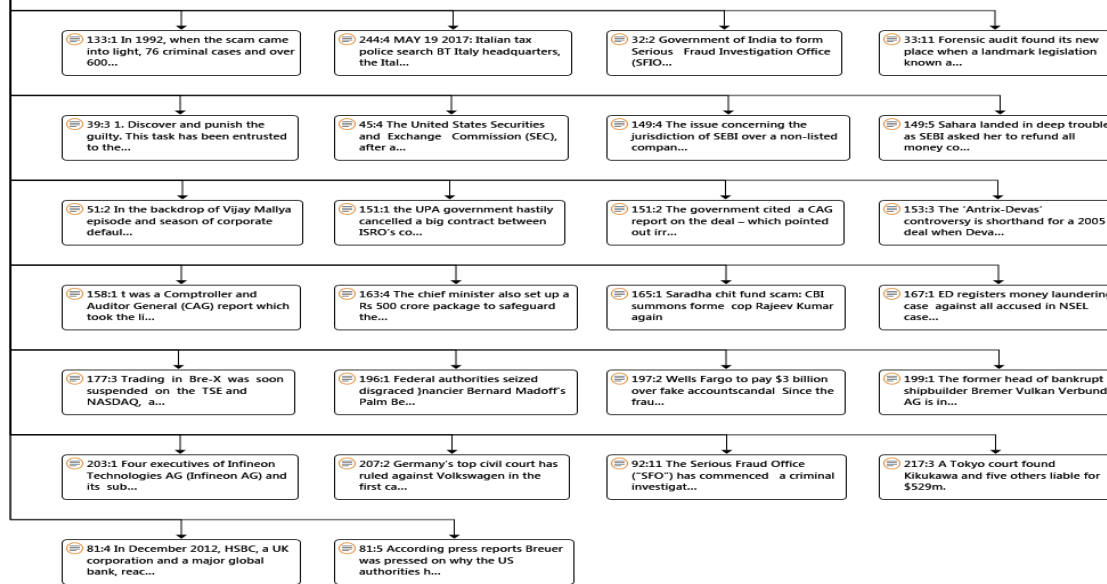 133:1 In 1992, when the scam came
into light, 76 criminal cases and over
600...
244:4 MAY 19 2017: Italian tax
police search BT Italy headquarters,
the Ital...
32:2 Government of India to form
Serious Fraud Investigation Office
(SFIO...
33:11 Forensic audit found its new
place when a landmark legislation
known a...
39:3 1. Discover and punish the
guilty. This task has been entrusted
to the...
45:4 The United States Securities
and Exchange Commission (SEC),
after a...
149:4 The issue concerning the
jurisdiction of SEBI over a non-listed
compan...
149:5 Sahara landed in deep trouble
as SEBI asked her to refund all
money co...
51:2 In the backdrop of Vijay Mallya
episode and season of corporate
defaul...
151:1 the UPA government hastily
cancelled a big contract between
ISRO's co...
151:2 The government cited a CAG
report on the deal – which pointed
out irr...
153:3 The ‘Antrix-Devas’
controversy is shorthand for a 2005
deal when Deva...
158:1 t was a Comptroller and
Auditor General (CAG) report which
took the li...
163:4 The chief minister also set up a
Rs 500 crore package to safeguard
the...
165:1 Saradha chit fund scam: CBI
summons forme cop Rajeev Kumar
again
167:1 ED registers money laundering
case against all accused in NSEL
case...
177:3 Trading in Bre-X was soon
suspended on the TSE and
NASDAQ, a...
196:1 Federal authorities seized
disgraced }nancier Bernard Madoff's
Palm Be...
197:2 Wells Fargo to pay $3 billion
over fake accountscandal Since the
frau...
199:1 The former head of bankrupt
shipbuilder Bremer Vulkan Verbund
AG is in...
203:1 Four executives of Infineon
Technologies AG (Infineon AG) and
its sub...
207:2 Germany's top civil court has
ruled against Volkswagen in the
first ca...
92:11 The Serious Fraud Office
(“SFO”) has commenced a criminal
investigat...
217:3 A Tokyo court found
Kikukawa and five others liable for
$529m.
81:4 In December 2012, HSBC, a UK
corporation and a major global
bank, reac...
81:5 According press reports Breuer
was pressed on why the US
authorities h...